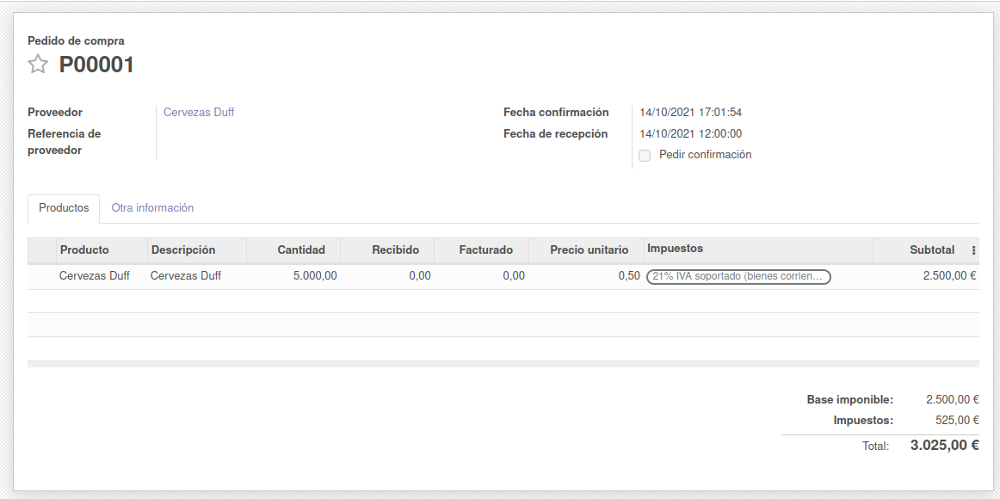 Pedido de compra
P00001
Proveedor Cervezas Duff
Referencia de
proveedor
Fecha confirmación 14/10/2021 17:01:54
Fecha de recepción 14/10/2021 12:00:00
Pedir confirmación
Productos Otra información
Producto Descripción Cantidad Recibido Facturado Precio unitario Impuestos Subtotal
Cervezas Duff Cervezas Duff 5.000,00 0,00 0,00 0,50 21% IVA soportado (bienes corrien... 2.500,00 €
Base imponible: 2.500,00 €
Impuestos: 525,00 €
Total: 3.025,00 €